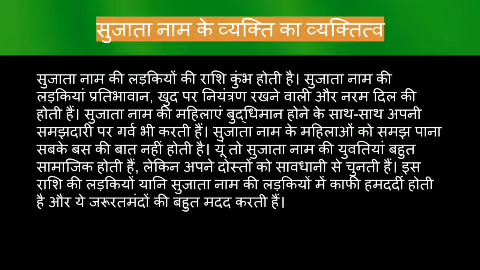 सुजाता नाम के व्यक्ति का व्यक्तित्व
सुजाता नाम की लड़कियों की राशि कुंभ होती है। सुजाता नाम की
लड़कियां प्रतिभावान, खुद पर नियंत्रण रखने वाली और नरम दिल की
होती हैं। सुजाता नाम की महिलाएं बुद्धिमान होने के साथ-साथ अपनी
समझदारी पर गर्व भी करती हैं। सुजाता नाम के महिलाओं को समझ पाना
सबके बस की बात नहीं होती है। यूं तो सुजाता नाम की युवतियां बहुत
सामाजिक होती हैं, लेकिन अपने दोस्तों को सावधानी से चुनती हैं। इस
राशि की लड़कियों यानि सुजाता नाम की लड़कियों में काफी हमदर्दी होती
है और ये जरूरतमंदों की बहुत मदद करती हैं।